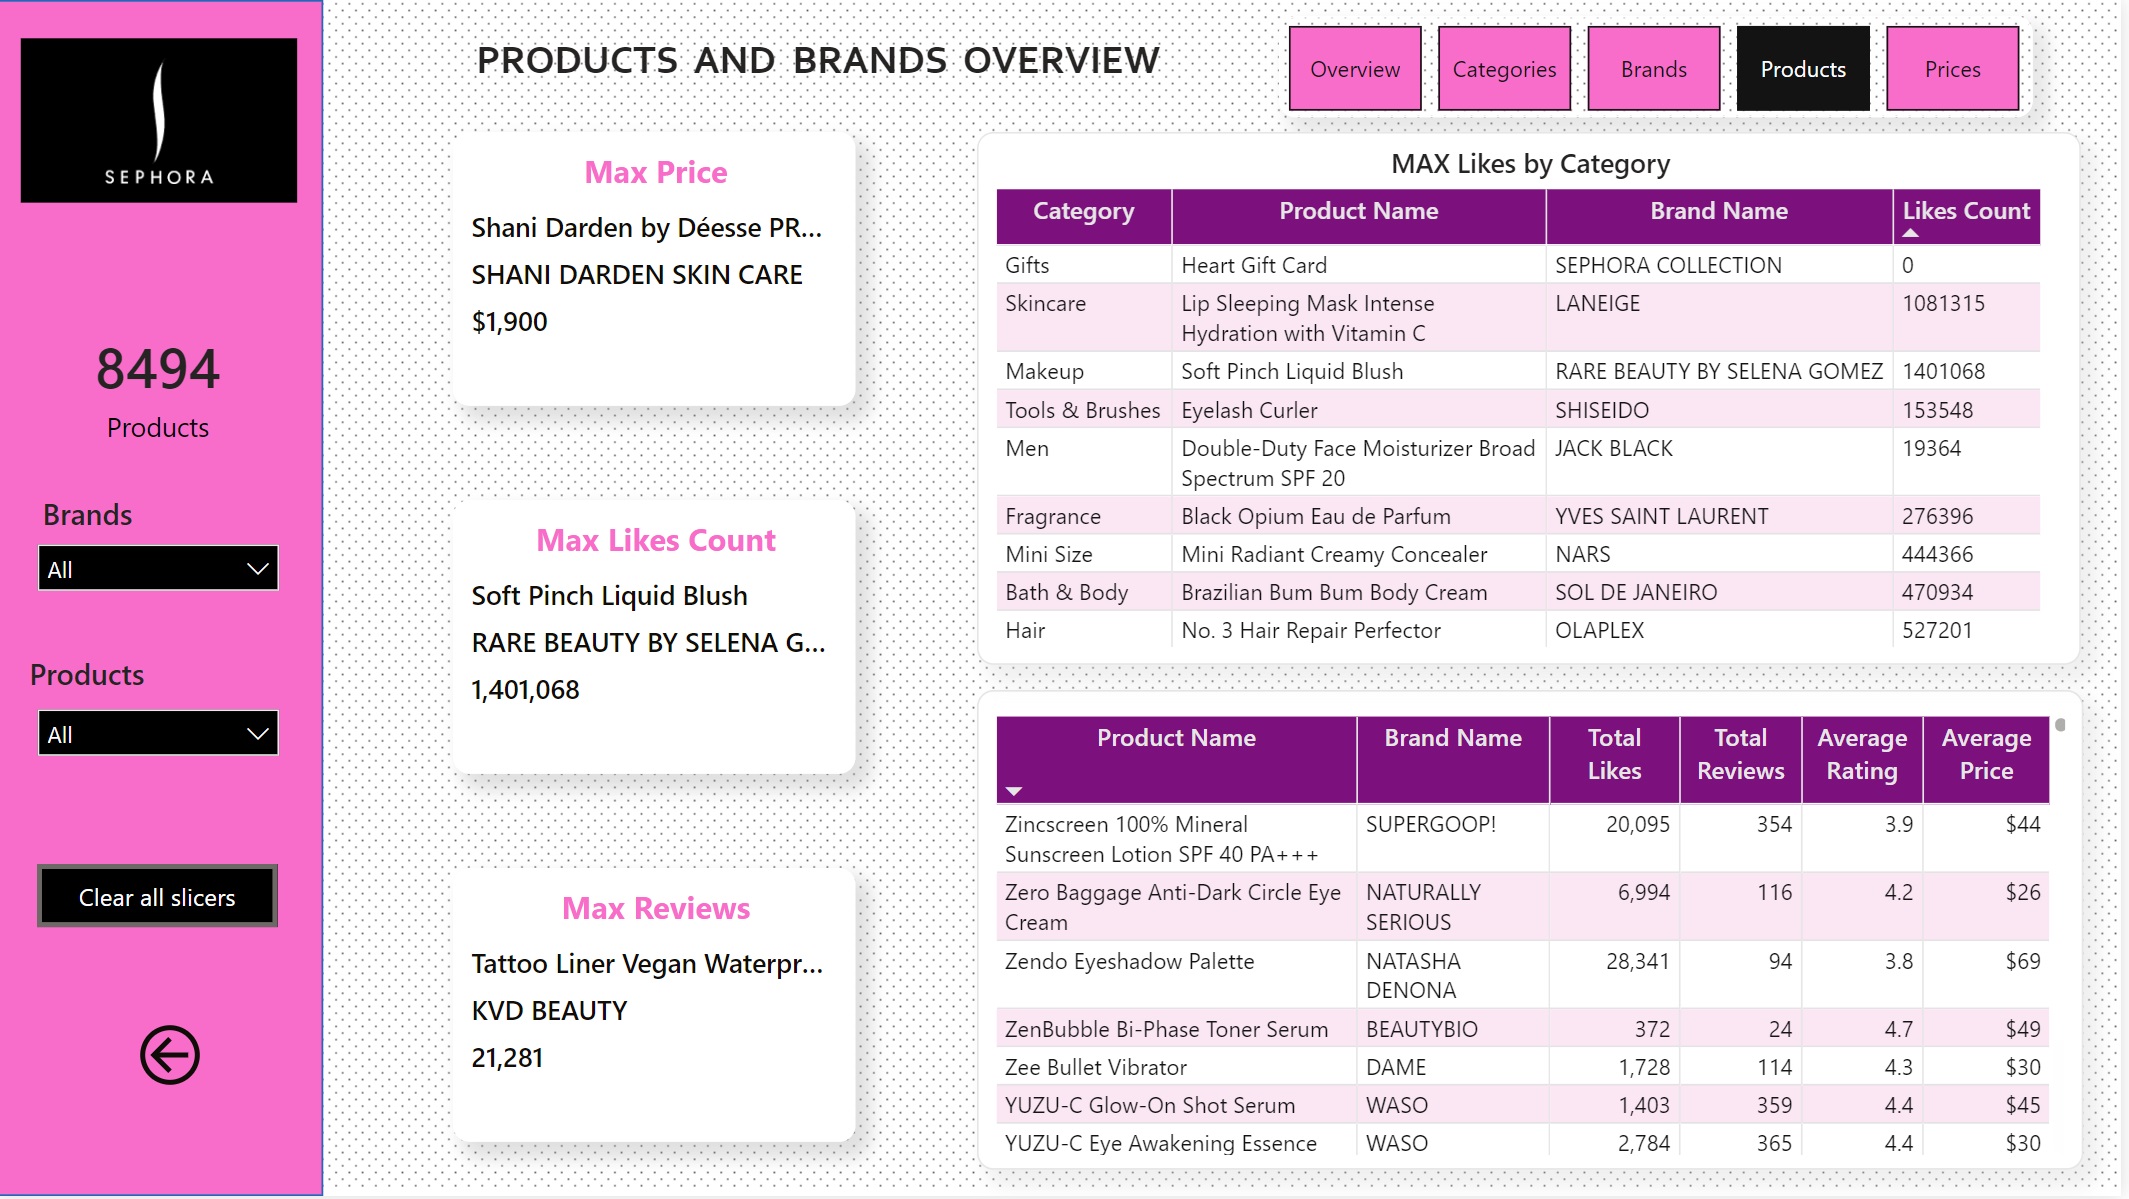 SEPHORA
8494
Products
Brands
All
Products
All
Clear all slicers
PRODUCTS AND BRANDS OVERVIEW
Overview Categories Brands Products Prices
Max Price
Shani Darden by Déesse PR...
SHANI DARDEN SKIN CARE
$1,900
Max Likes Count
Soft Pinch Liquid Blush
RARE BEAUTY BY SELENA G...
1,401,068
Max Reviews
Tattoo Liner Vegan Waterpr...
KVD BEAUTY
21,281
MAX Likes by Category
Category Product Name Brand Name Likes Count
Gifts Heart Gift Card SEPHORA COLLECTION 0
Skincare Lip Sleeping Mask Intense LANEIGE 1081315
Hydration with Vitamin C
Makeup Soft Pinch Liquid Blush RARE BEAUTY BY SELENA GOMEZ 1401068
Tools & Brushes Eyelash Curler SHISEIDO 153548
Men Double-Duty Face Moisturizer Broad JACK BLACK 19364
Spectrum SPF 20
Fragrance Black Opium Eau de Parfum YVES SAINT LAURENT 276396
Mini Size Mini Radiant Creamy Concealer NARS 444366
Bath & Body Brazilian Bum Bum Body Cream SOL DE JANEIRO 470934
Hair No. 3 Hair Repair Perfector OLAPLEX 527201
Product Name Brand Name Total Total Average Average
Likes Reviews Rating Price
Zincscreen 100% Mineral SUPERGOOP! 20,095 354 3.9 $44
Sunscreen Lotion SPF 40 PA+++
Zero Baggage Anti-Dark Circle Eye NATURALLY 6,994 116 4.2 $26
Cream SERIOUS
Zendo Eyeshadow Palette NATASHA 28,341 94 3.8 $69
DENONA
ZenBubble Bi-Phase Toner Serum BEAUTYBIO 372 24 4.7 $49
Zee Bullet Vibrator DAME 1,728 114 4.3 $30
YUZU-C Glow-On Shot Serum WASO 1,403 359 4.4 $45
YUZU-C Eye Awakening Essence WASO 2,784 365 4.4 $30